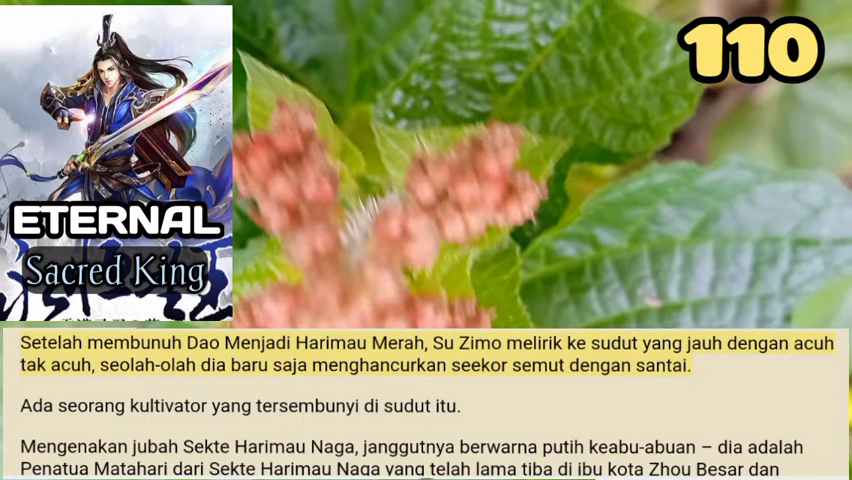 110
ETERNAL
Sacred King
Setelah membunuh Dao Menjadi Harimau Merah, Su Zimo melirik ke sudut yang jauh dengan acuh
tak acuh, seolah-olah dia baru saja menghancurkan seekor semut dengan santai.
Ada seorang kultivator yang tersembunyi di sudut itu.
Mengenakan jubah Sekte Harimau Naga, janggutnya berwarna putih keabu-abuan – dia adalah
Penatua Matahari dari Sekte Harimau Naga yang telah lama tiba di ibu kota Zhou Besar dan